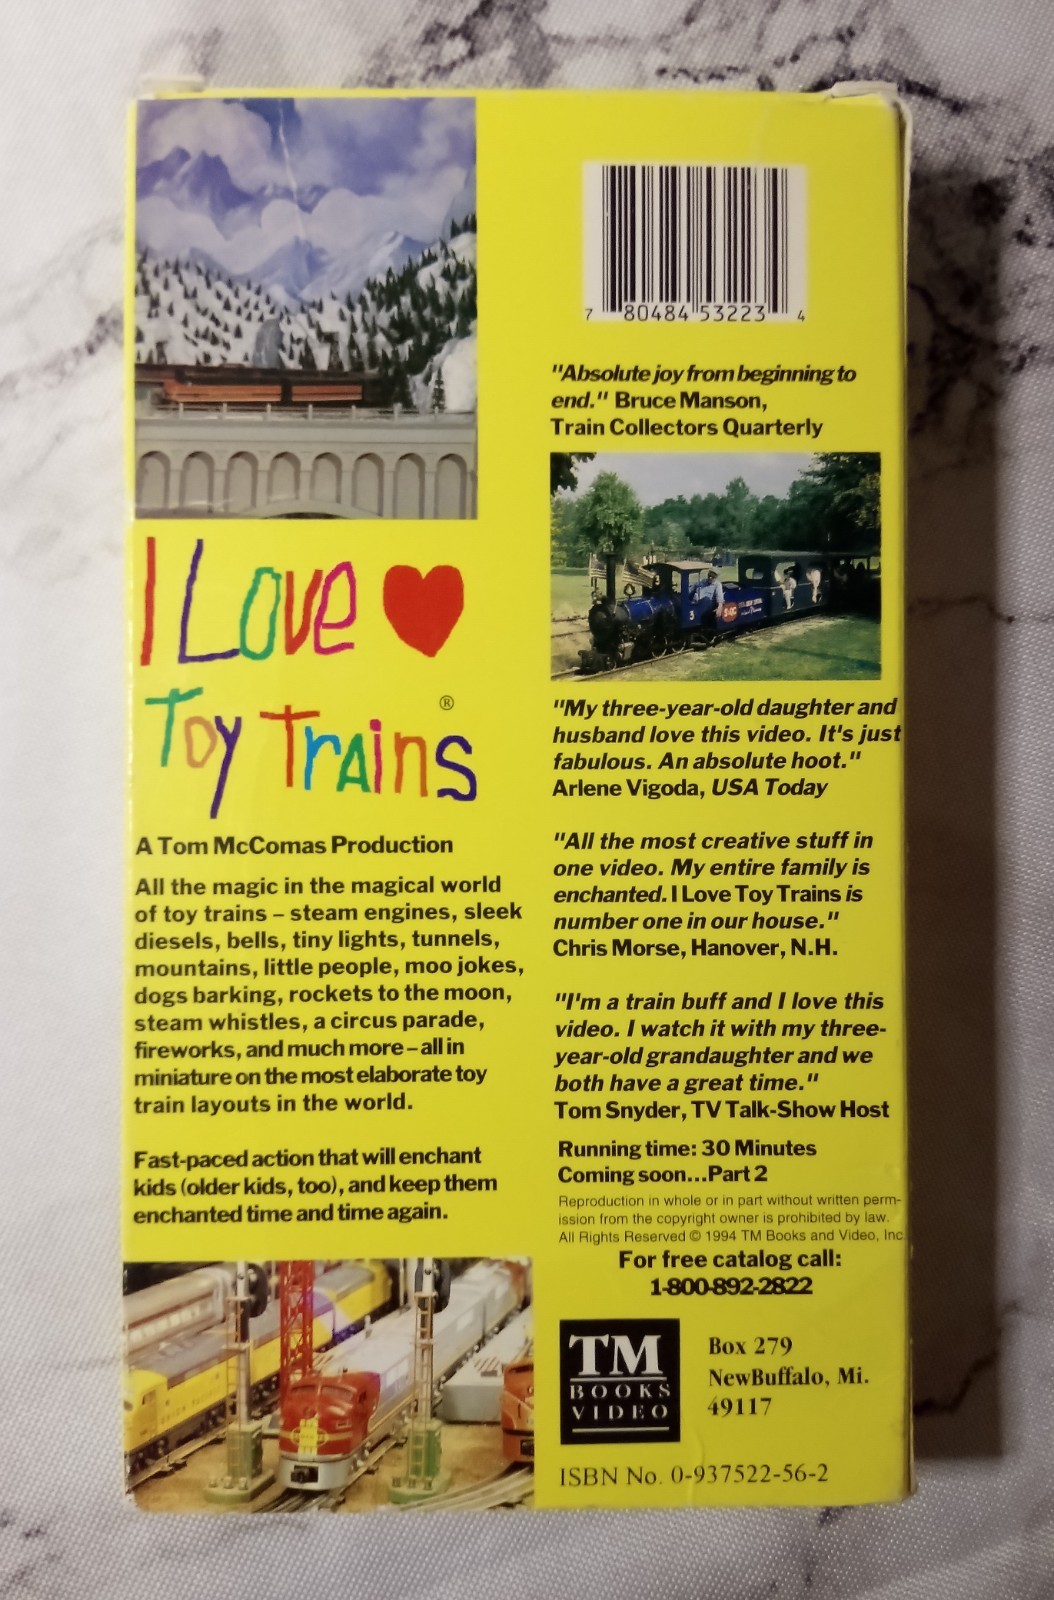 I Love
Toy Trains
®
A Tom McComas Production
All the magic in the magical world
of toy trains – steam engines, sleek
diesels, bells, tiny lights, tunnels,
mountains, little people, moo jokes,
dogs barking, rockets to the moon,
steam whistles, a circus parade,
fireworks, and much more – all in
miniature on the most elaborate toy
train layouts in the world.
Fast-paced action that will enchant
kids (older kids, too), and keep them
enchanted time and time again.
7 80484 53223 4
"Absolute joy from beginning to
end." Bruce Manson,
Train Collectors Quarterly
"My three-year-old daughter and
husband love this video. It's just
fabulous. An absolute hoot."
Arlene Vigoda, USA Today
"All the most creative stuff in
one video. My entire family is
enchanted. I Love Toy Trains is
number one in our house."
Chris Morse, Hanover, N.H.
"I'm a train buff and I love this
video. I watch it with my three-
year-old grandaughter and we
both have a great time."
Tom Snyder, TV Talk-Show Host
Running time: 30 Minutes
Coming soon...Part 2
Reproduction in whole or in part without written perm-
ission from the copyright owner is prohibited by law.
All Rights Reserved © 1994 TM Books and Video, Inc.
For free catalog call:
1-800-892-2822
TM
BOOKS
VIDEO
Box 279
NewBuffalo, Mi.
49117
ISBN No. 0-937522-56-2